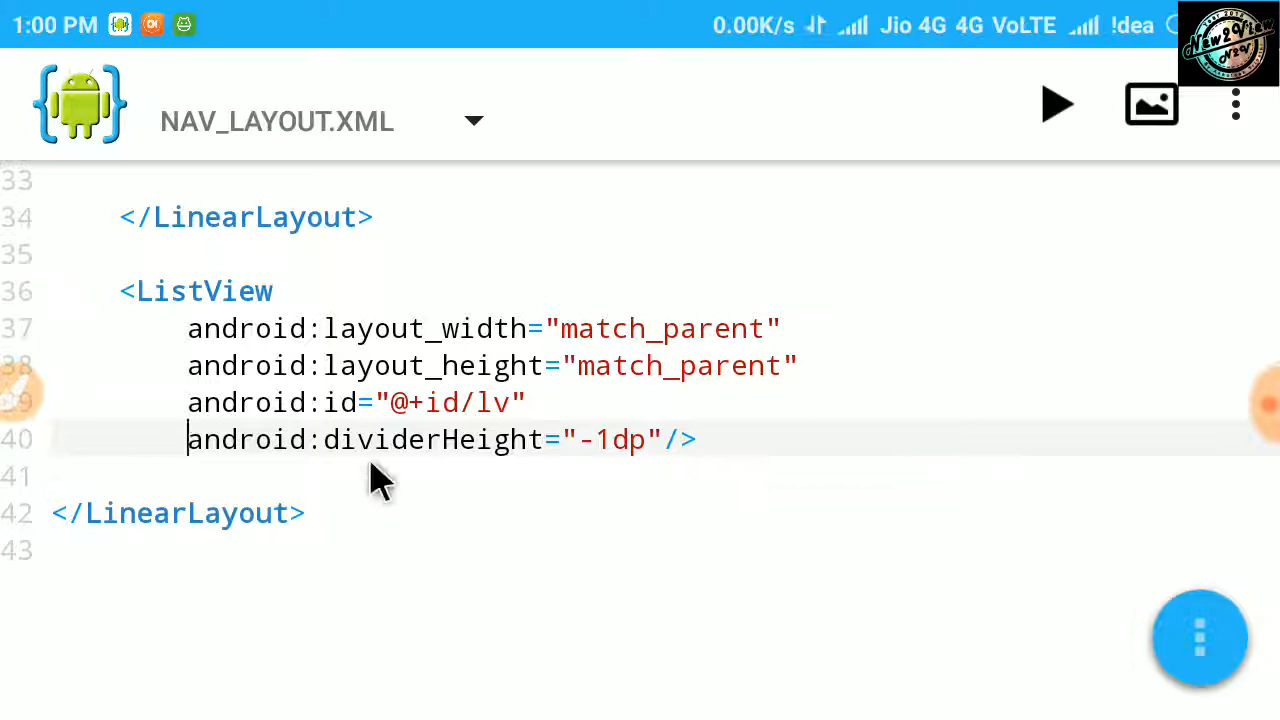 1:00 PM 0.00K/s Jio 4G 4G VoLTE !dea
New2View
N2V
NAV_LAYOUT.XML
33
34 </LinearLayout>
35
36 <ListView
37 android:layout_width="match_parent"
38 android:layout_height="match_parent"
39 android:id="@+id/lv"
40 android:dividerHeight="-1dp"/>
41
42 </LinearLayout>
43